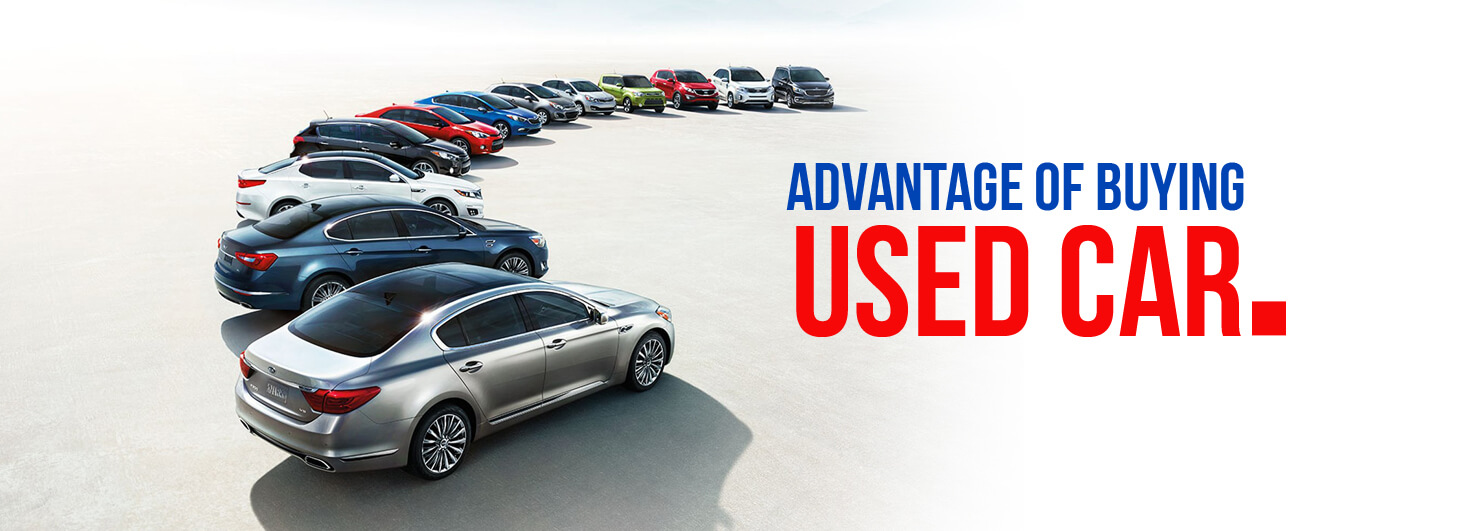 ADVANTAGE OF BUYING
USED CAR.